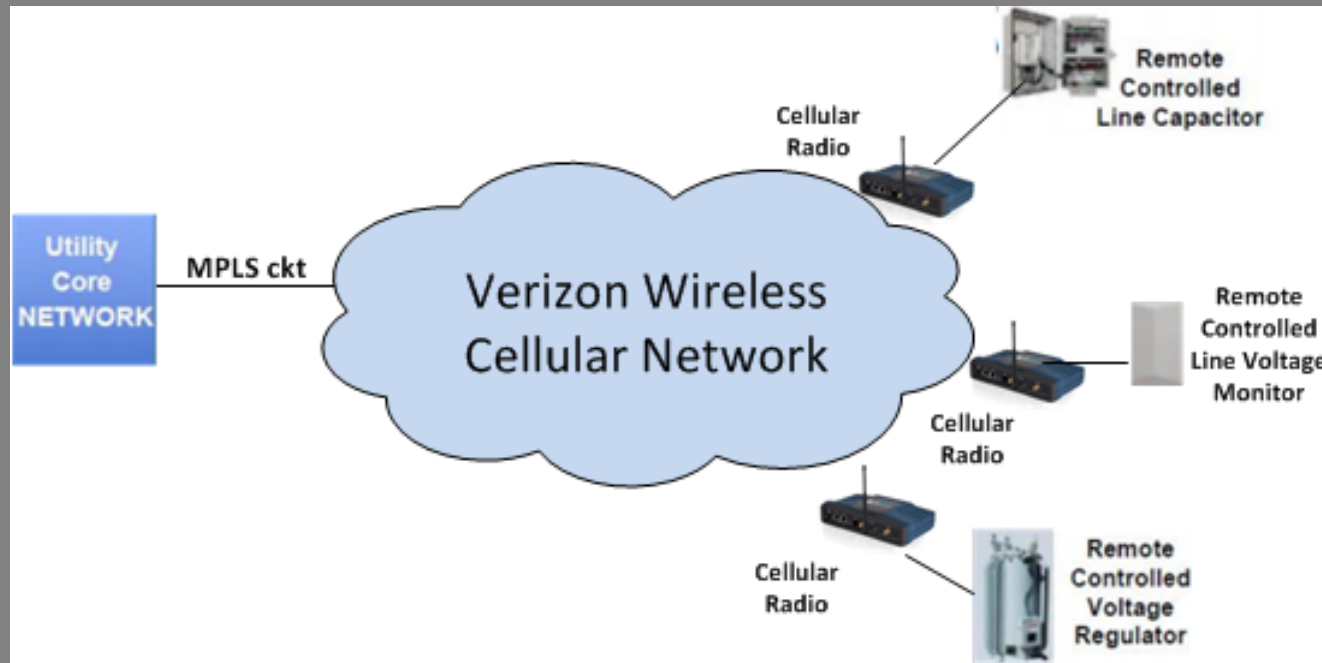 Remote
Controlled
Line Capacitor
Cellular
Radio
Utility
Core
NETWORK
MPLS ckt
Verizon Wireless
Cellular Network
Remote
Controlled
Line Voltage
Monitor
Cellular
Radio
Cellular
Radio
Remote
Controlled
Voltage
Regulator